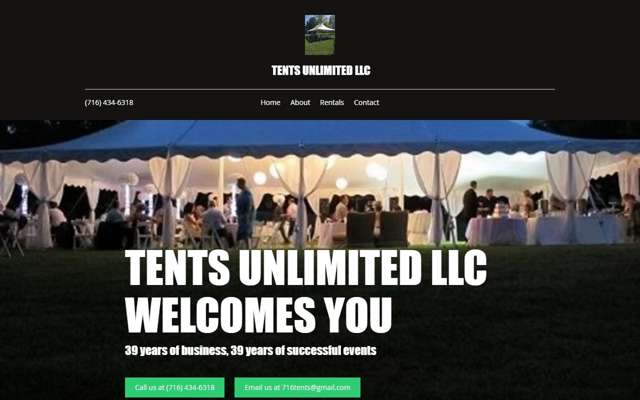 TENTS UNLIMITED LLC
(716) 434-6318
Home About Rentals Contact
TENTS UNLIMITED LLC
WELCOMES YOU
39 years of business, 39 years of successful events
Call us at (716) 434-6318 Email us at 716tents@gmail.com